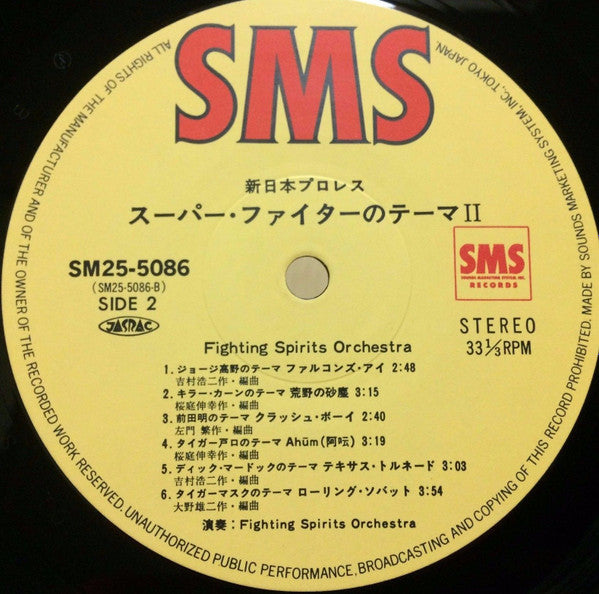 SMS
新日本プロレス
スーパー・ファイターのテーマII
SM25-5086
(SM25-5086-B)
SIDE 2
JASRAC
SMS
SOUNDS MARKETING SYSTEM, INC.
RECORDS
STEREO
33⅓RPM
Fighting Spirits Orchestra
1. ジョージ高野のテーマ ファルコンズ・アイ 2:48
吉村浩二作・編曲
2. キラー・カーンのテーマ 荒野の砂塵 3:15
桜庭伸幸作・編曲
3. 前田明のテーマ クラッシュ・ボーイ 2:40
左門 繁作・編曲
4. タイガー戸口のテーマ Ahüm(阿吽) 3:19
桜庭伸幸作・編曲
5. ディック・マードックのテーマ テキサス・トルネード 3:03
吉村浩二作・編曲
6. タイガーマスクのテーマ ローリング・ソバット 3:54
大野雄二作・編曲
演奏：Fighting Spirits Orchestra
ALL RIGHTS OF THE MANUFACTURER AND OF THE OWNER OF THE RECORDED WORK RESERVED. UNAUTHORIZED PUBLIC PERFORMANCE, BROADCASTING AND COPYING OF THIS RECORD PROHIBITED. MADE BY SOUNDS MARKETING SYSTEM, INC, TOKYO JAPAN.